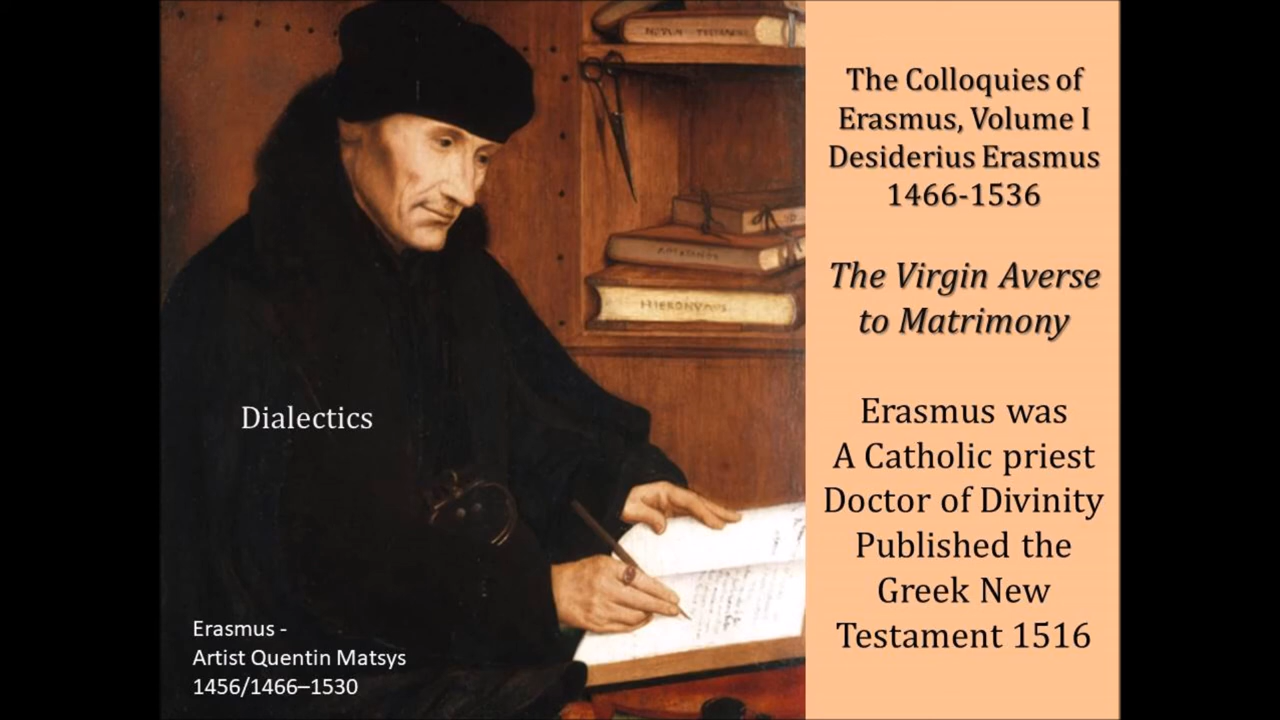 The Colloquies of
Erasmus, Volume I
Desiderius Erasmus
1466-1536
The Virgin Averse
to Matrimony
Erasmus was
A Catholic priest
Doctor of Divinity
Published the
Greek New
Testament 1516
Dialectics
Erasmus -
Artist Quentin Matsys
1456/1466–1530
HIERONYMUS